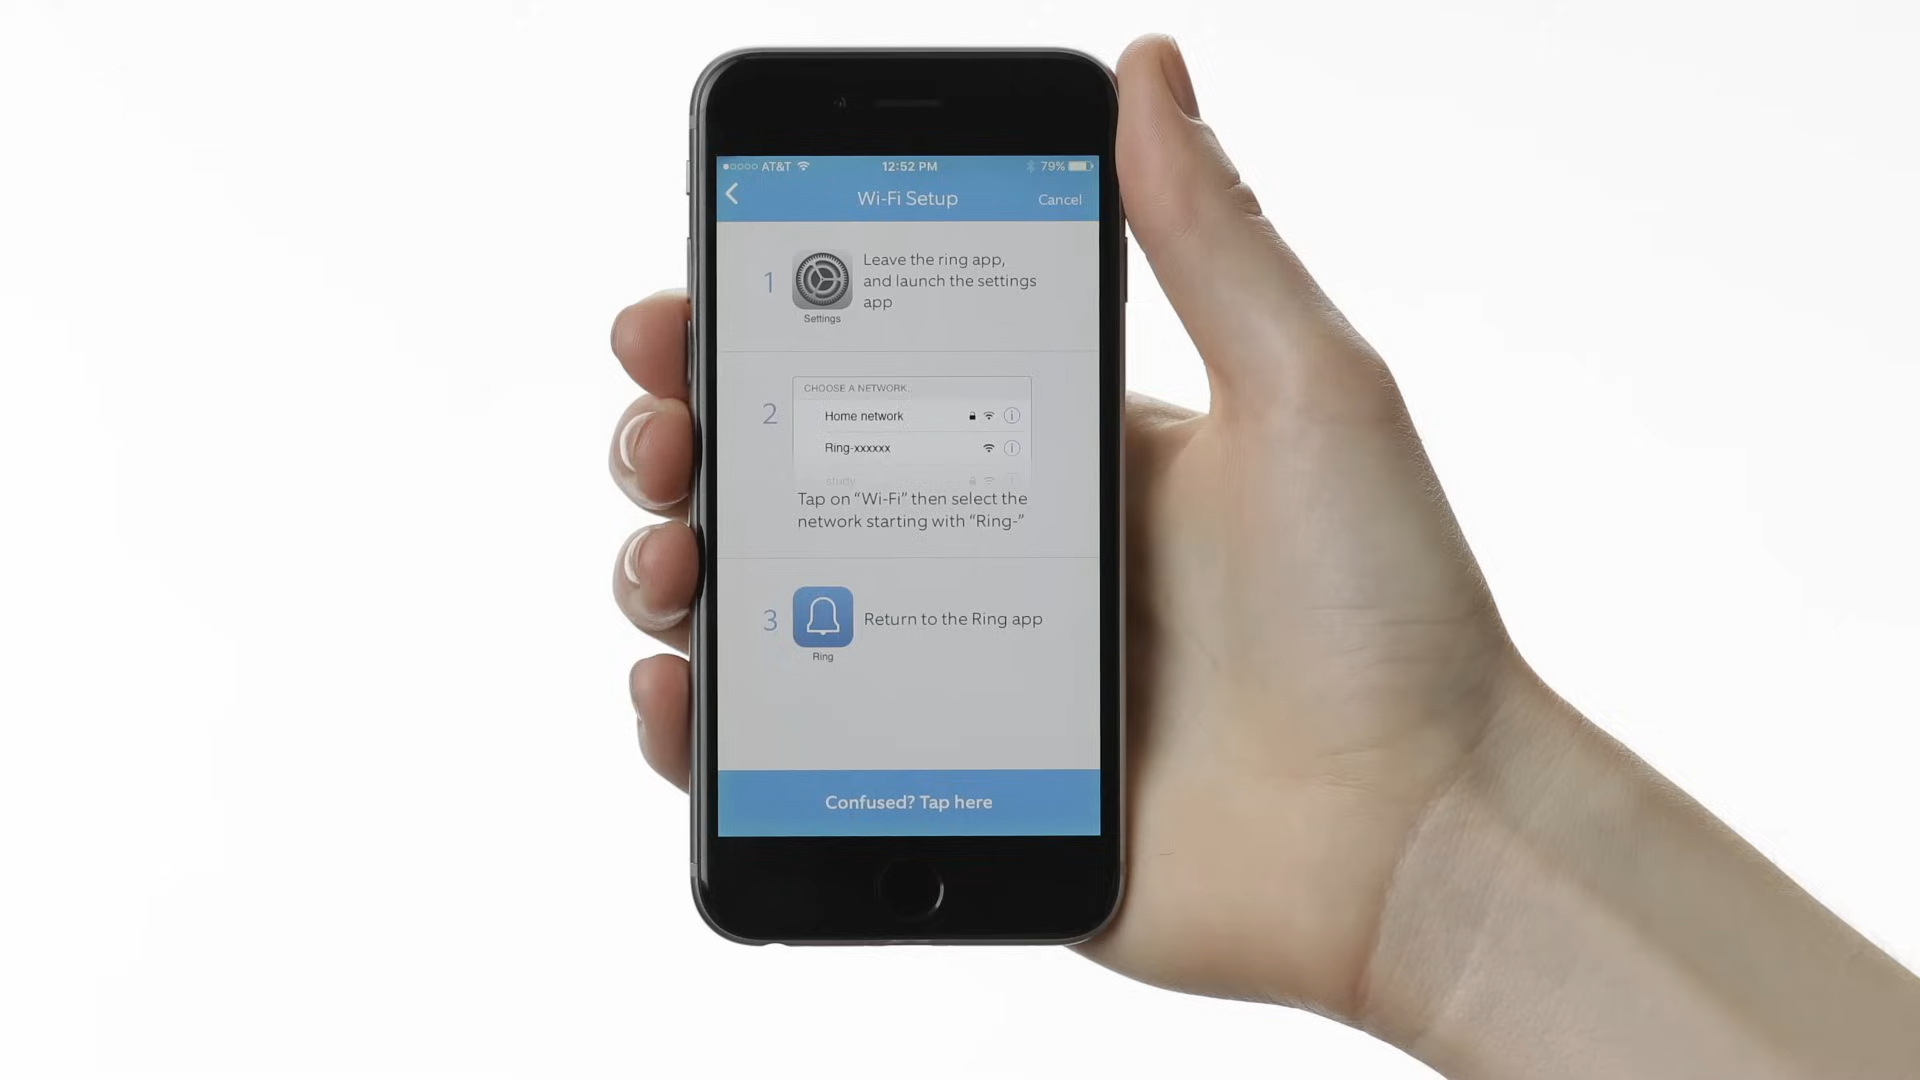 AT&T 12:52 PM 79%
Wi-Fi Setup Cancel
1
Leave the ring app,
and launch the settings
app
Settings
2
CHOOSE A NETWORK...
Home network
Ring-xxxxxx
study
Tap on “Wi-Fi” then select the
network starting with “Ring-”
3
Return to the Ring app
Ring
Confused? Tap here